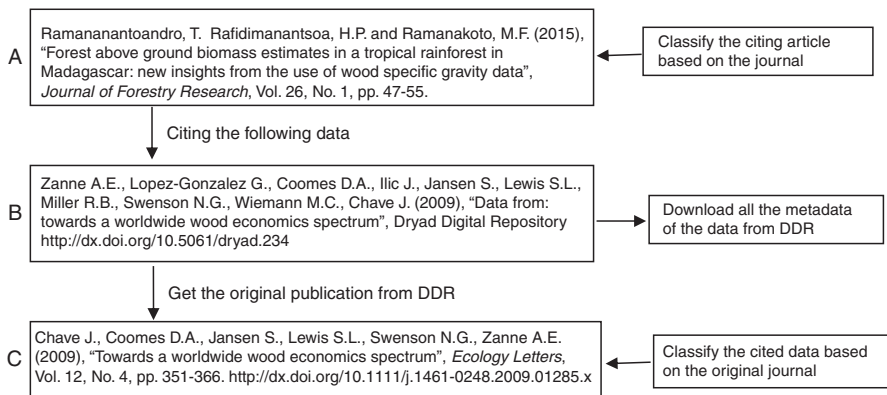 A
Ramananantoandro, T. Rafidimanantsoa, H.P. and Ramanakoto, M.F. (2015),
“Forest above ground biomass estimates in a tropical rainforest in
Madagascar: new insights from the use of wood specific gravity data”,
Journal of Forestry Research, Vol. 26, No. 1, pp. 47-55.
Classify the citing article
based on the journal
Citing the following data
B
Zanne A.E., Lopez-Gonzalez G., Coomes D.A., Ilic J., Jansen S., Lewis S.L.,
Miller R.B., Swenson N.G., Wiemann M.C., Chave J. (2009), “Data from:
towards a worldwide wood economics spectrum”, Dryad Digital Repository
http://dx.doi.org/10.5061/dryad.234
Download all the metadada
of the data from DDR
Get the original publication from DDR
C
Chave J., Coomes D.A., Jansen S., Lewis S.L., Swenson N.G., Zanne A.E.
(2009), “Towards a worldwide wood economics spectrum”, Ecology Letters,
Vol. 12, No. 4, pp. 351-366. http://dx.doi.org/10.1111/j.1461-0248.2009.01285.x
Classify the cited data based
on the original journal